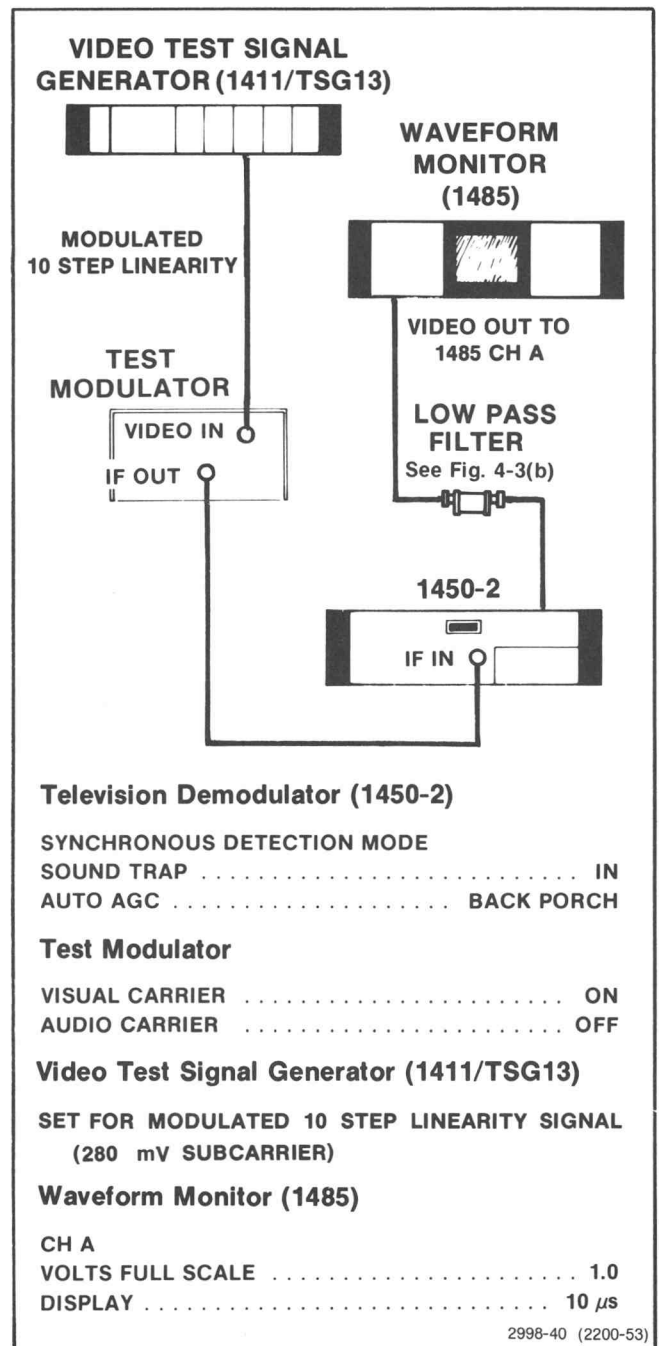 VIDEO TEST SIGNAL
GENERATOR (1411/TSG13)
WAVEFORM
MONITOR
(1485)
MODULATED
10 STEP LINEARITY
VIDEO OUT TO
1485 CH A
TEST
MODULATOR
VIDEO IN
IF OUT
LOW PASS
FILTER
See Fig. 4-3(b)
1450-2
IF IN
Television Demodulator (1450-2)
SYNCHRONOUS DETECTION MODE
SOUND TRAP . . . . . . . . . . . . . . . . . . . . . . . . . . . . IN
AUTO AGC . . . . . . . . . . . . . . . . . . . . . BACK PORCH
Test Modulator
VISUAL CARRIER . . . . . . . . . . . . . . . . . . . . . . . . ON
AUDIO CARRIER . . . . . . . . . . . . . . . . . . . . . . . . OFF
Video Test Signal Generator (1411/TSG13)
SET FOR MODULATED 10 STEP LINEARITY SIGNAL
(280 mV SUBCARRIER)
Waveform Monitor (1485)
CH A
VOLTS FULL SCALE . . . . . . . . . . . . . . . . . . . . . . . 1.0
DISPLAY . . . . . . . . . . . . . . . . . . . . . . . . . . . . . . 10 μs
2998-40 (2200-53)